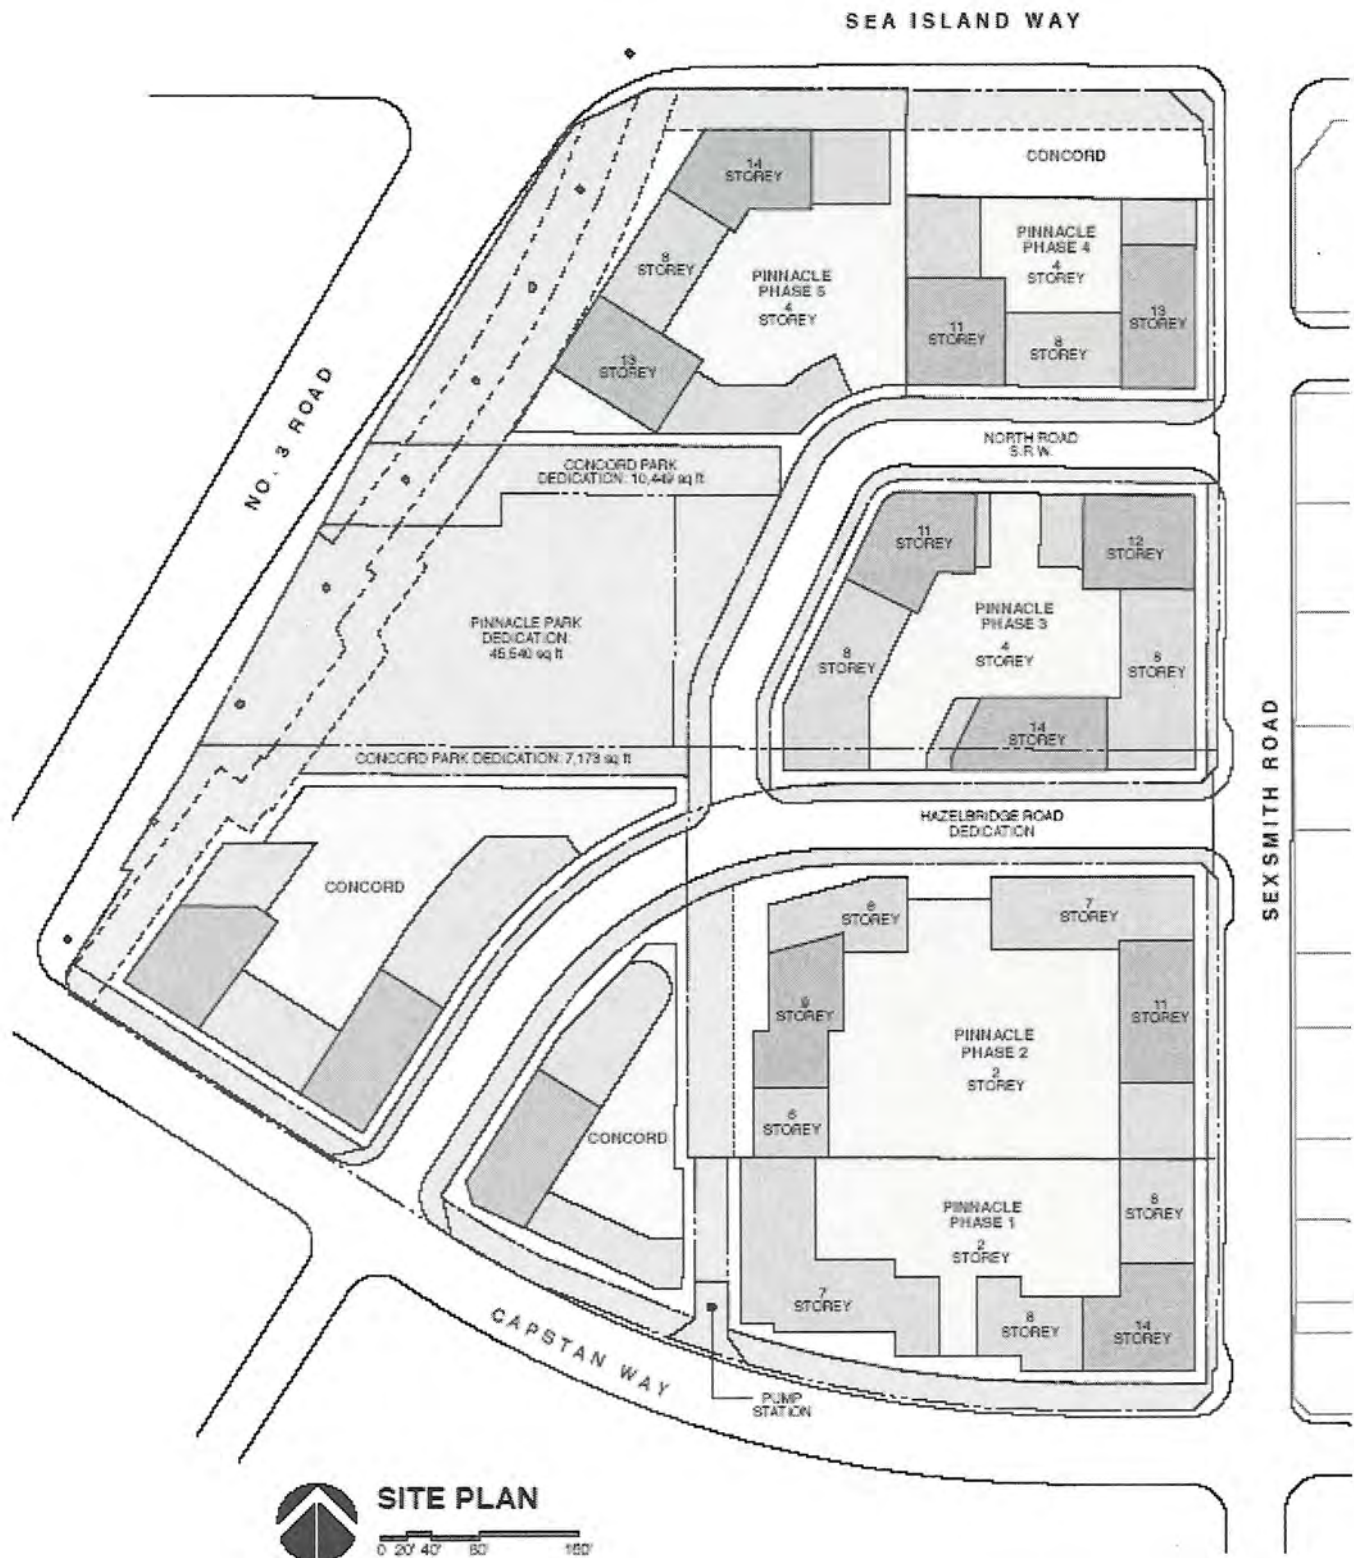 SEA ISLAND WAY
CONCORD
14
STOREY
PINNACLE
PHASE 4
4
STOREY
8
STOREY
PINNACLE
PHASE 5
4
STOREY
11
STOREY
13
STOREY
8
STOREY
13
STOREY
NO. 3 ROAD
NORTH ROAD
S.R.W.
CONCORD PARK
DEDICATION: 10,449 sq ft
11
STOREY
12
STOREY
PINNACLE PARK
DEDICATION:
45,540 sq ft
PINNACLE
PHASE 3
4
STOREY
8
STOREY
8
STOREY
14
STOREY
CONCORD PARK DEDICATION: 7,173 sq ft
SEXSMITH ROAD
HAZELBRIDGE ROAD
DEDICATION
CONCORD
6
STOREY
7
STOREY
9
STOREY
11
STOREY
PINNACLE
PHASE 2
2
STOREY
6
STOREY
CONCORD
PINNACLE
PHASE 1
2
STOREY
8
STOREY
7
STOREY
8
STOREY
14
STOREY
CAPSTAN WAY
PUMP
STATION
SITE PLAN
0 20' 40' 80' 160'